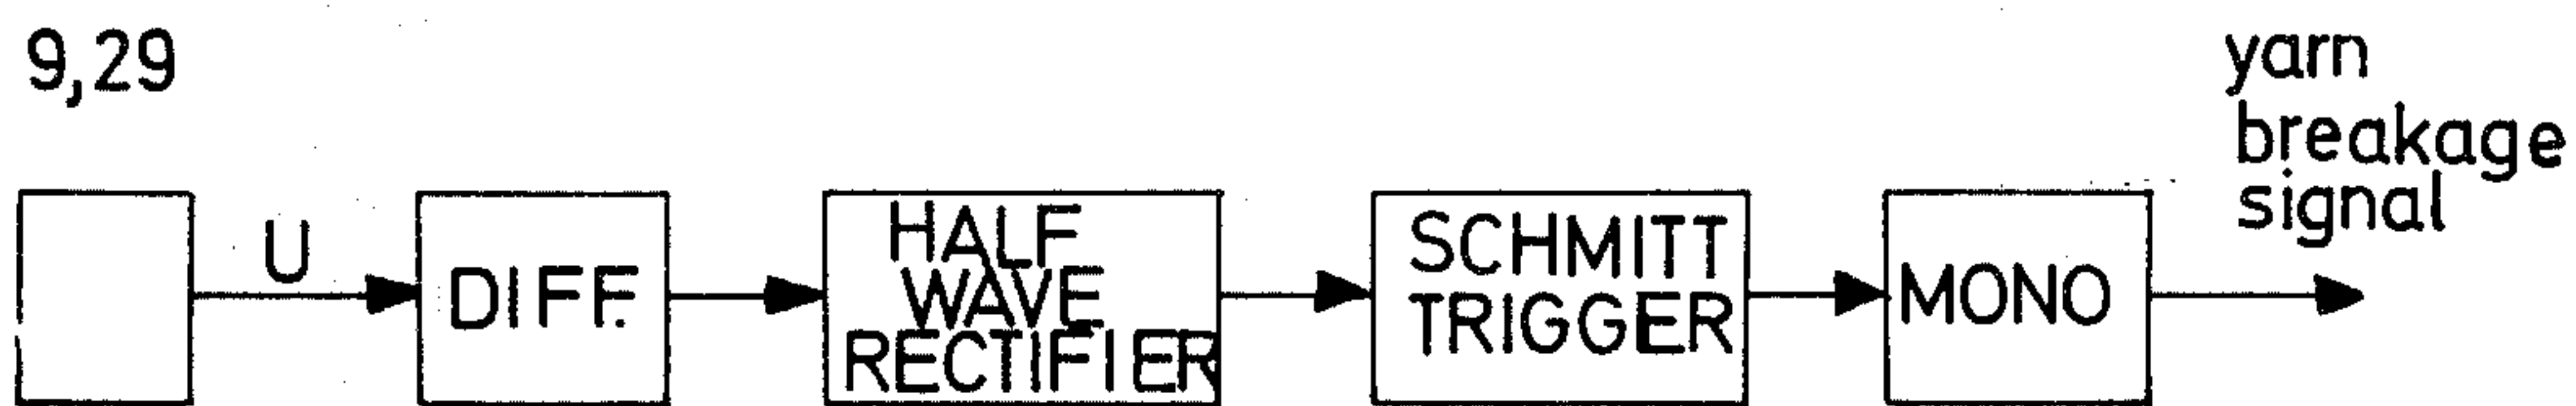 9,29
yarn
breakage
signal
U
DIFF.
HALF
WAVE
RECTIFIER
SCHMITT
TRIGGER
MONO